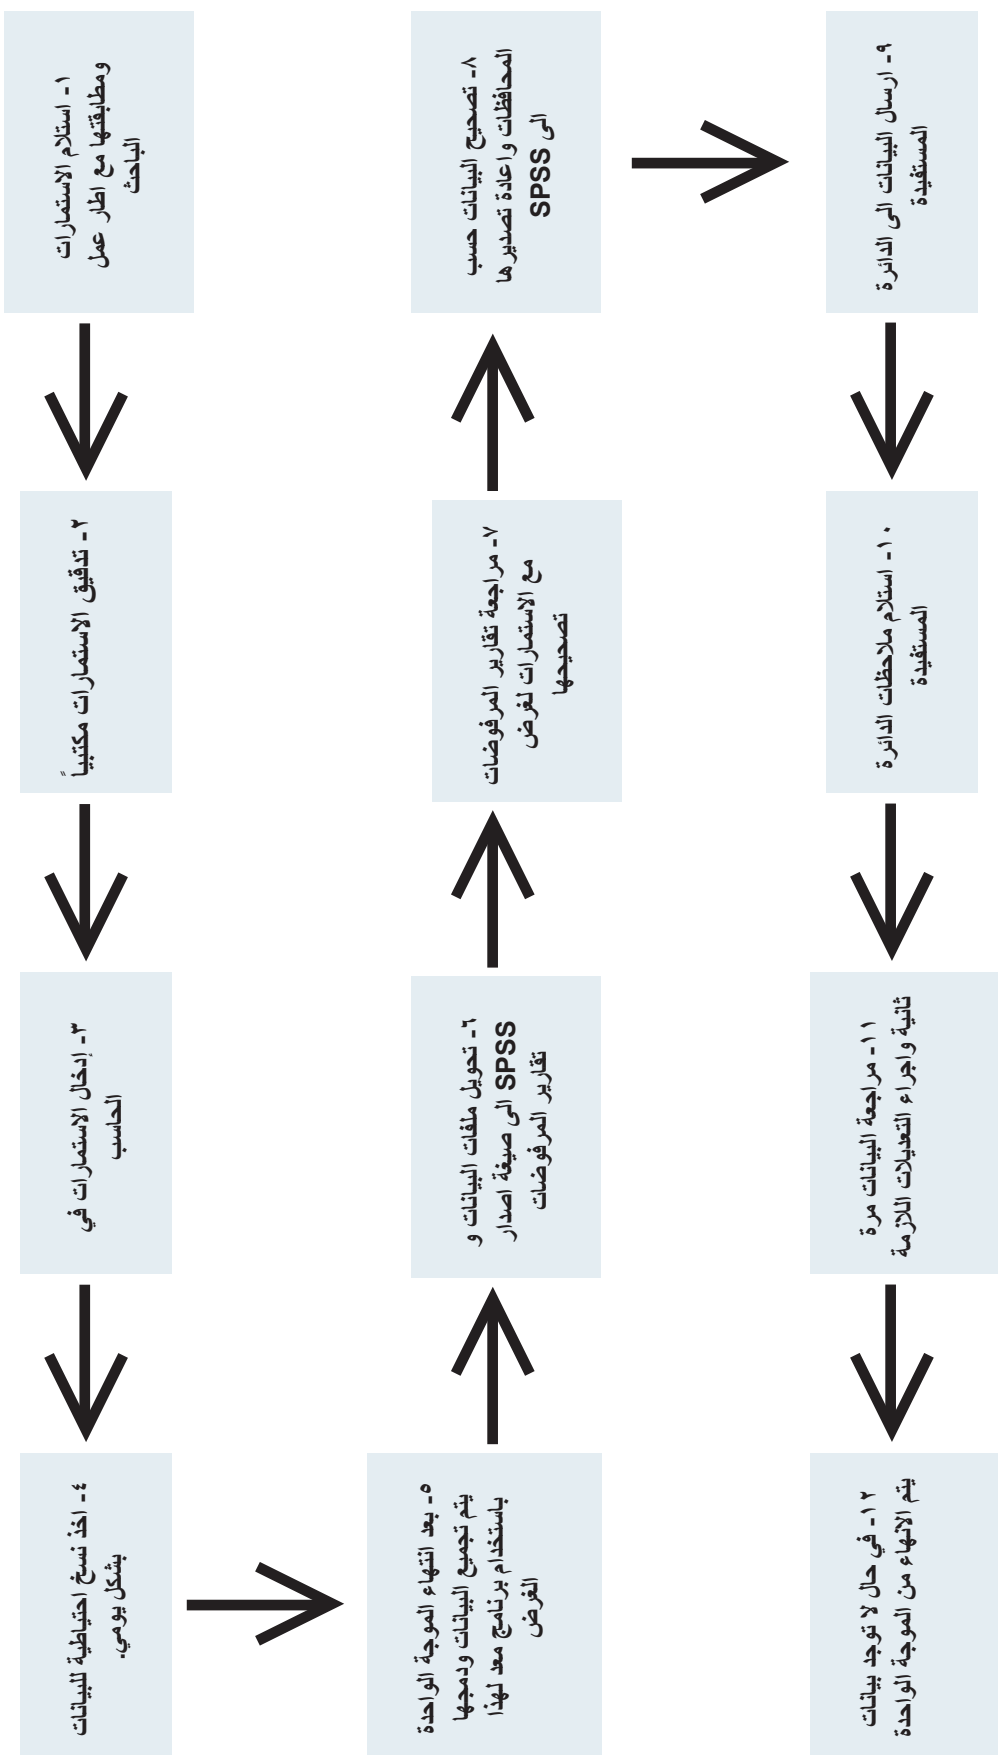 ١- استلام الاستمارات
ومطابقتها مع اطار عمل
الباحث
٢- تدقيق الاستمارات مكتبياً
٣- إدخال الاستمارات في
الحاسب
٤- اخذ نسخ احتياطية للبيانات
بشكل يومي.
٥- بعد انتهاء الموجة الواحدة
يتم تجميع البيانات ودمجها
باستخدام برنامج معد لهذا
الغرض
٦- تحويل ملفات البيانات و
SPSS الى صيغة اصدار
تقارير المرفوضات
٧- مراجعة تقارير المرفوضات
مع الاستمارات لغرض
تصحيحها
٨- تصحيح البيانات حسب
المحافظات واعادة تصديرها
الى SPSS
٩- ارسال البيانات الى الدائرة
المستفيدة
١٠- استلام ملاحظات الدائرة
المستفيدة
١١- مراجعة البيانات مرة
ثانية واجراء التعديلات اللازمة
١٢- في حال لا توجد بيانات
يتم الانهاء من الموجة الواحدة